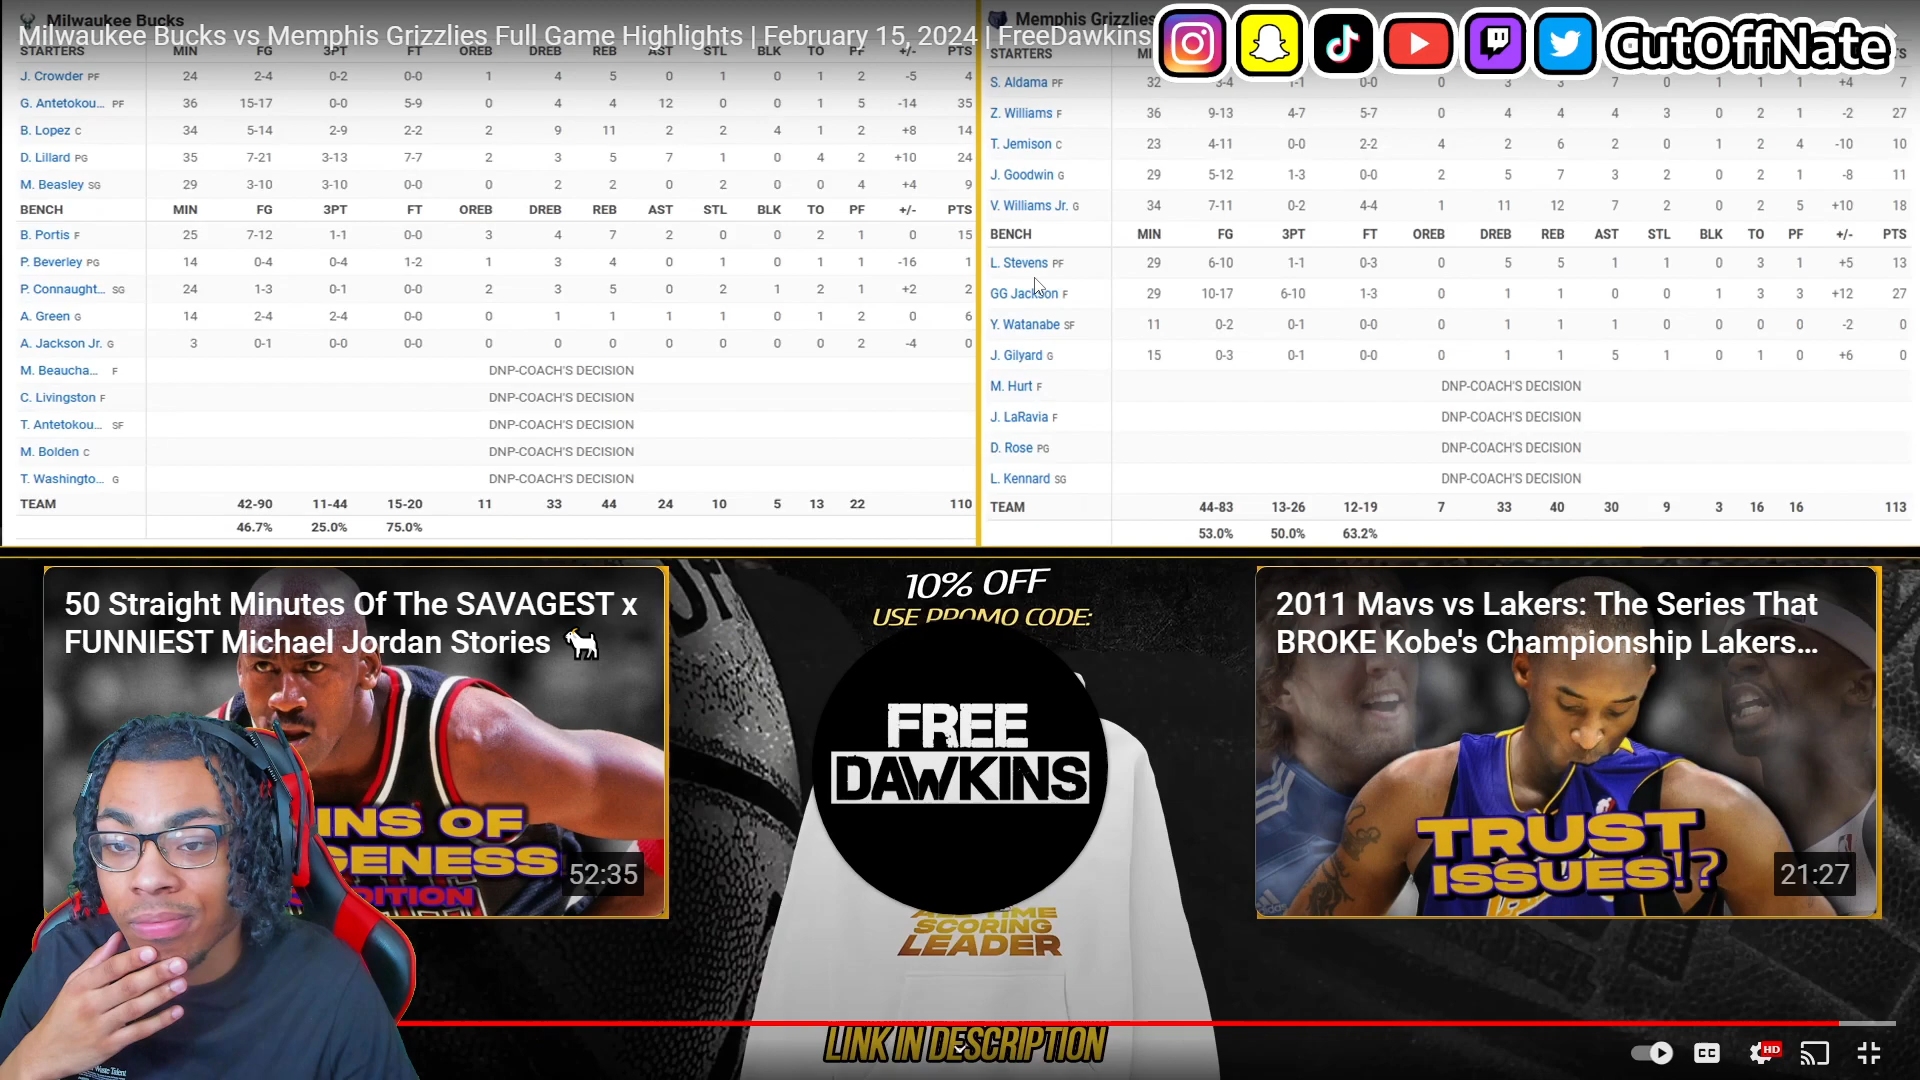 Milwaukee Bucks
Milwaukee Bucks vs Memphis Grizzlies Full Game Highlights | February 15, 2024 | FreeDawkins
STARTERS MIN FG 3PT FT OREB DREB REB AST STL BLK TO PF +/- PTS
J. Crowder PF 24 2-4 0-2 0-0 1 4 5 0 1 0 1 2 -5 4
G. Antetokou... PF 36 15-17 0-0 5-9 0 4 4 12 0 0 1 5 -14 35
B. Lopez C 34 5-14 2-9 2-2 2 9 11 2 2 4 1 2 +8 14
D. Lillard PG 35 7-21 3-13 7-7 2 3 5 7 1 0 4 2 +10 24
M. Beasley SG 29 3-10 3-10 0-0 0 2 2 0 2 0 0 4 +4 9
BENCH MIN FG 3PT FT OREB DREB REB AST STL BLK TO PF +/- PTS
B. Portis F 25 7-12 1-1 0-0 3 4 7 2 0 0 2 1 0 15
P. Beverley PG 14 0-4 0-4 1-2 1 3 4 0 1 0 1 1 -16 1
P. Connaught... SG 24 1-3 0-1 0-0 2 3 5 0 2 1 2 1 +2 2
A. Green G 14 2-4 2-4 0-0 0 1 1 1 1 0 1 2 0 6
A. Jackson Jr. G 3 0-1 0-0 0-0 0 0 0 0 0 0 0 2 -4 0
M. Beaucha... F DNP-COACH'S DECISION
C. Livingston F DNP-COACH'S DECISION
T. Antetokou... SF DNP-COACH'S DECISION
M. Bolden C DNP-COACH'S DECISION
T. Washingto... G DNP-COACH'S DECISION
TEAM 42-90 11-44 15-20 11 33 44 24 10 5 13 22 110
46.7% 25.0% 75.0%
Memphis Grizzlies
CutOffNate
STARTERS
S. Aldama PF 32 3-4 1-1 0-0 0 3 3 7 0 1 1 1 +4 7
Z. Williams F 36 9-13 4-7 5-7 0 4 4 4 3 0 2 1 -2 27
T. Jemison C 23 4-11 0-0 2-2 4 2 6 2 0 1 2 4 -10 10
J. Goodwin G 29 5-12 1-3 0-0 2 5 7 3 2 0 2 1 -8 11
V. Williams Jr. G 34 7-11 0-2 4-4 1 11 12 7 2 0 2 5 +10 18
BENCH MIN FG 3PT FT OREB DREB REB AST STL BLK TO PF +/- PTS
L. Stevens PF 29 6-10 1-1 0-3 0 5 5 1 1 0 3 1 +5 13
GG Jackson F 29 10-17 6-10 1-3 0 1 1 0 0 1 3 3 +12 27
Y. Watanabe SF 11 0-2 0-1 0-0 0 1 1 1 0 0 0 0 -2 0
J. Gilyard G 15 0-3 0-1 0-0 0 1 1 5 1 0 1 0 +6 0
M. Hurt F DNP-COACH'S DECISION
J. LaRavia F DNP-COACH'S DECISION
D. Rose PG DNP-COACH'S DECISION
L. Kennard SG DNP-COACH'S DECISION
TEAM 44-83 13-26 12-19 7 33 40 30 9 3 16 16 113
53.0% 50.0% 63.2%
50 Straight Minutes Of The SAVAGEST x
FUNNIEST Michael Jordan Stories
INS OF
GENESS
DITION
52:35
10% OFF
USE PROMO CODE:
FREE
DAWKINS
ALL TIME
SCORING
LEADER
LINK IN DESCRIPTION
2011 Mavs vs Lakers: The Series That
BROKE Kobe's Championship Lakers...
TRUST
ISSUES!?
21:27
CC
HD